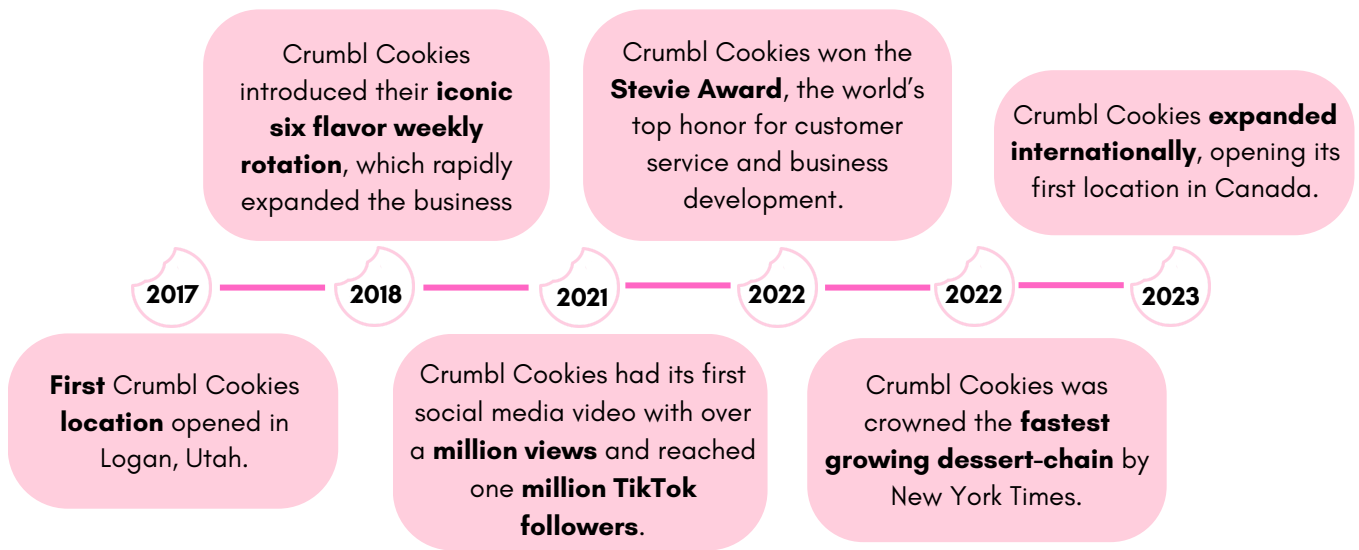 Crumbl Cookies
introduced their iconic
six flavor weekly
rotation, which rapidly
expanded the business
Crumbl Cookies won the
Stevie Award, the world’s
top honor for customer
service and business
development.
Crumbl Cookies expanded
internationally, opening its
first location in Canada.
2017
2018
2021
2022
2022
2023
First Crumbl Cookies
location opened in
Logan, Utah.
Crumbl Cookies had its first
social media video with over
a million views and reached
one million TikTok
followers.
Crumbl Cookies was
crowned the fastest
growing dessert-chain by
New York Times.